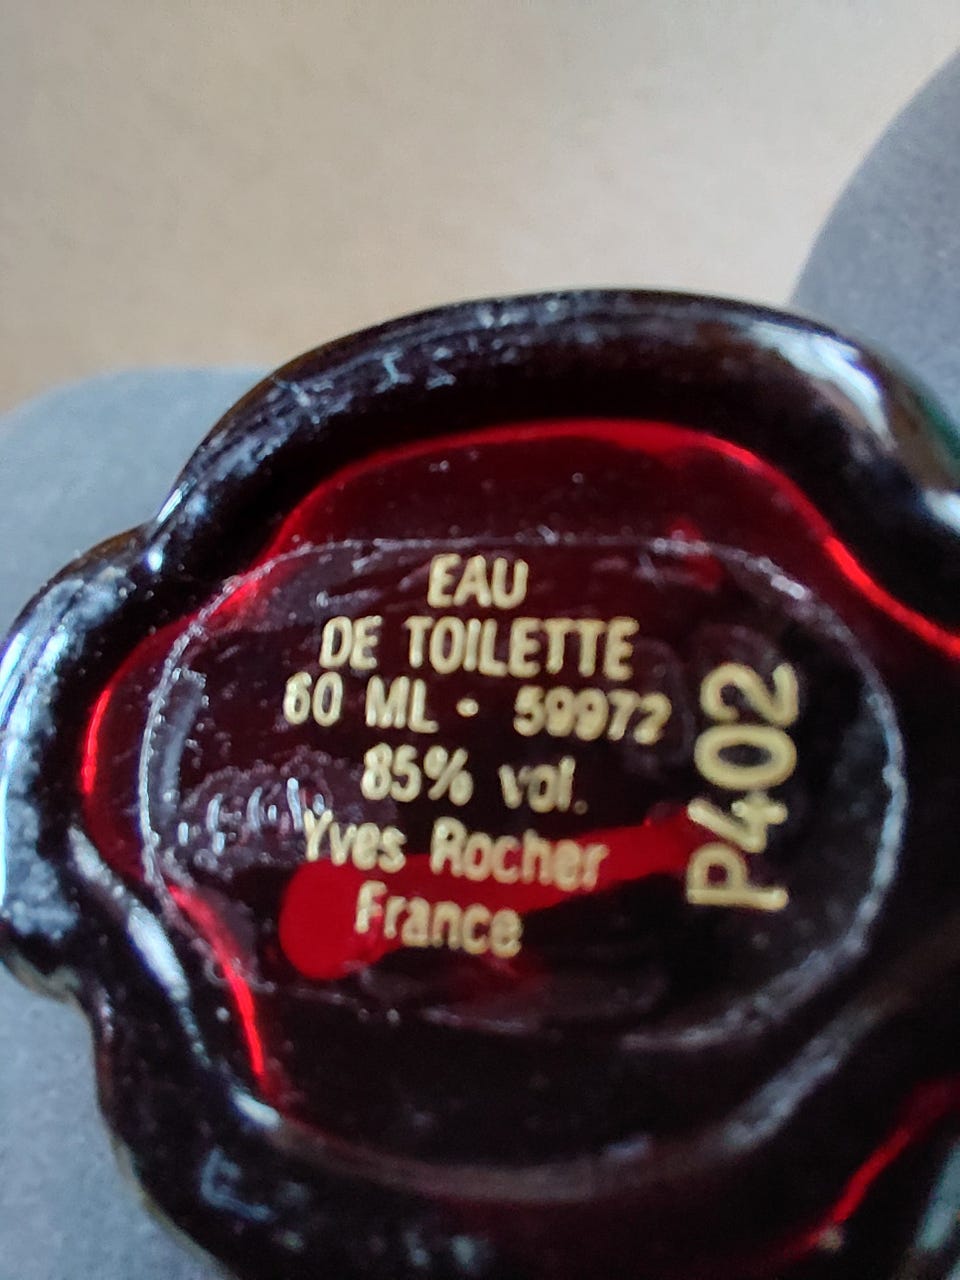 EAU
DE TOILETTE
60 ML · 59972
85% vol.
Yves Rocher
France
P402